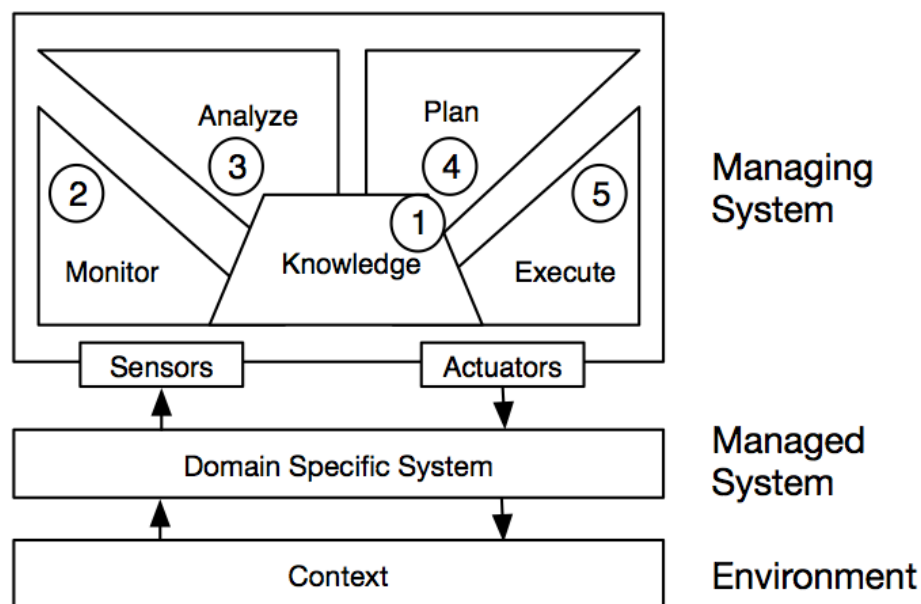 Analyze
Plan
3
4
2
5
1
Managing
System
Monitor
Knowledge
Execute
Sensors
Actuators
Domain Specific System
Managed
System
Context
Environment